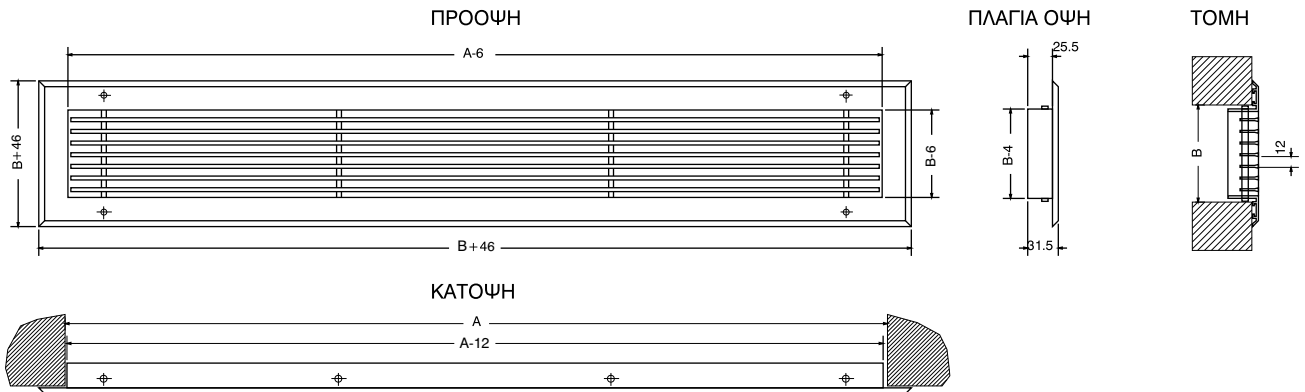 ΠΡΟΟΨΗ
ΠΛΑΓΙΑ ΟΨΗ
ΤΟΜΗ
A-6
25.5
B+46
B-6
B-4
B
12
B+46
31.5
ΚΑΤΟΨΗ
A
A-12